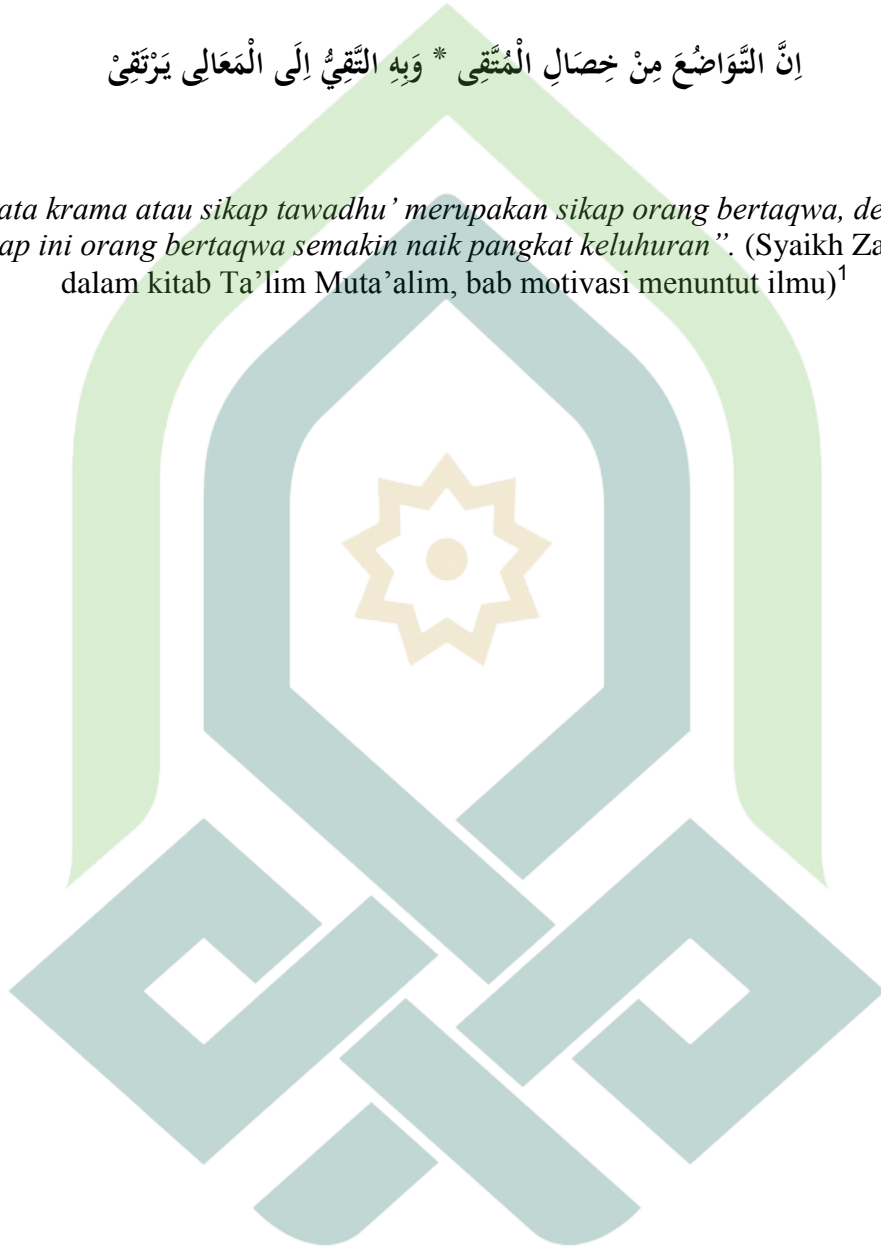 اِنَّ التَّوَاضُعَ مِنْ خِصَالِ الْمُتَّقِى * وَبِهِ التَّقِيُّ اِلَى الْمَعَالِى يَرْتَقِىْ
ata krama atau sikap tawadhu’ merupakan sikap orang bertaqwa, de
ap ini orang bertaqwa semakin naik pangkat keluhuran”. (Syaikh Za
dalam kitab Ta’lim Muta’alim, bab motivasi menuntut ilmu)¹